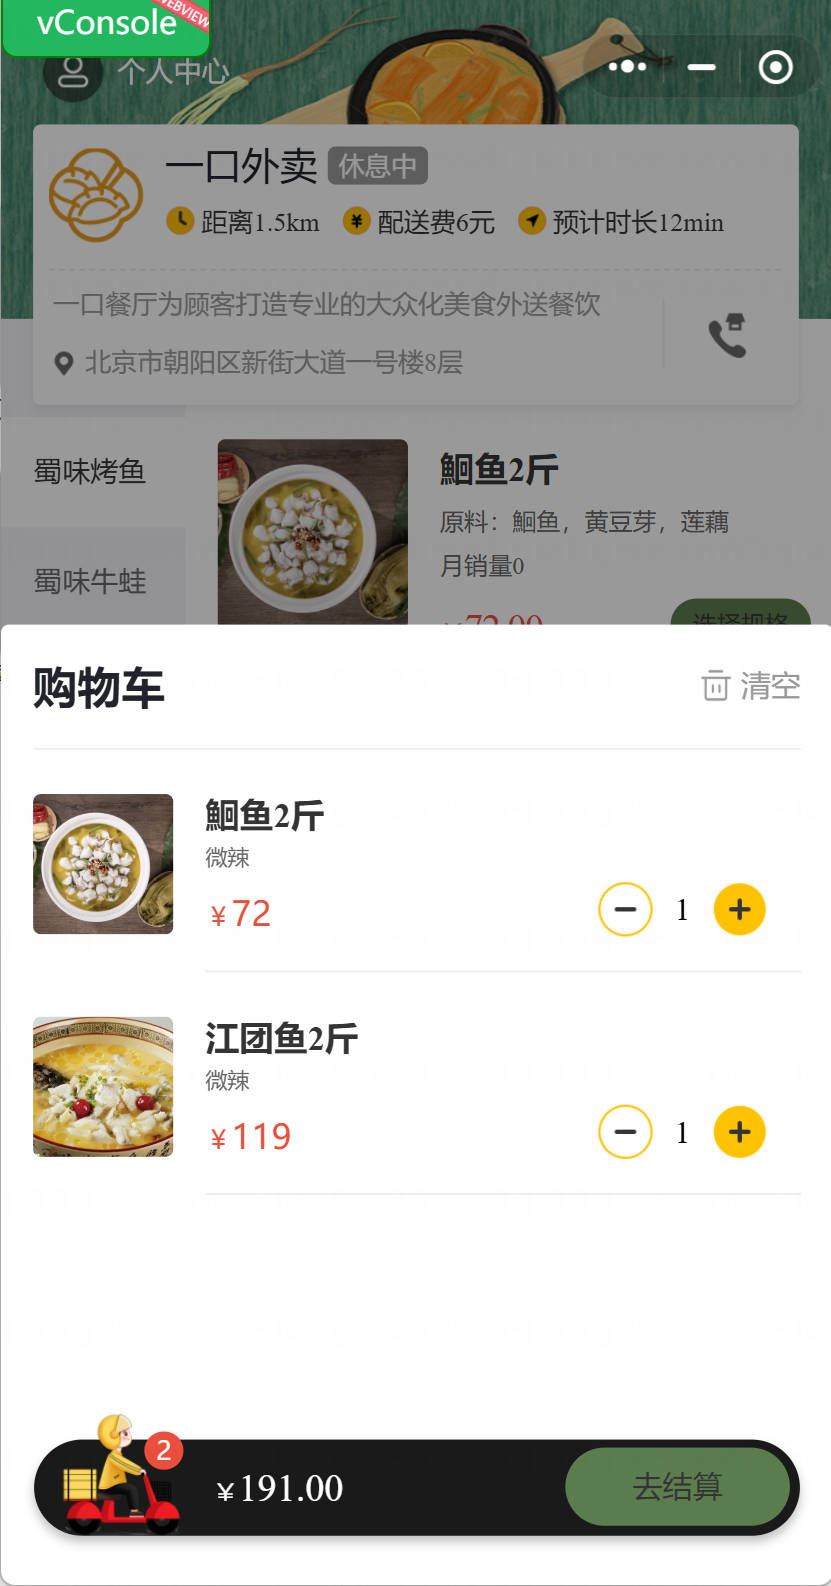 vConsole
WEBVIEW
个人中心
一口外卖 休息中
距离1.5km 配送费6元 预计时长12min
一口餐厅为顾客打造专业的大众化美食外送餐饮
北京市朝阳区新街大道一号楼8层
蜀味烤鱼
蜀味牛蛙
鮰鱼2斤
原料：鮰鱼，黄豆芽，莲藕
月销量0
￥72.00 选择规格
购物车 清空
鮰鱼2斤
微辣
￥72 1
江团鱼2斤
微辣
￥119 1
2
￥191.00 去结算